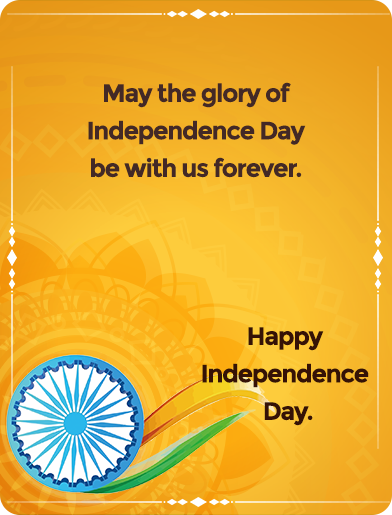 May the glory of
Independence Day
be with us forever.
Happy
Independence
Day.